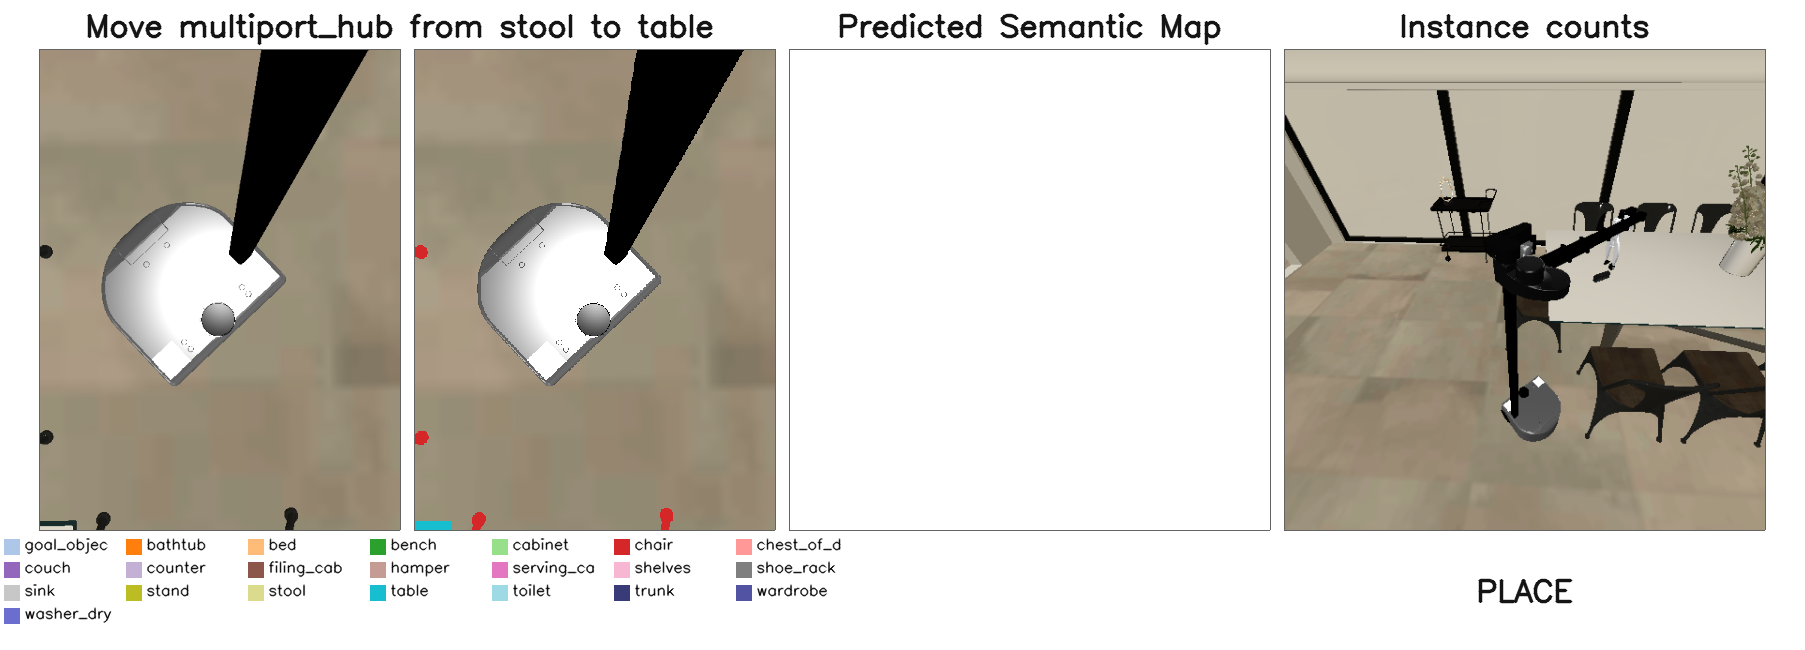 Move multiport_hub from stool to table
Predicted Semantic Map
Instance counts
goal_objec bathtub bed bench cabinet chair chest_of_d
couch counter filing_cab hamper serving_ca shelves shoe_rack
sink stand stool table toilet trunk wardrobe
washer_dry
PLACE